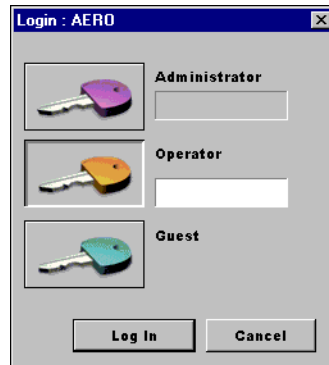 Login : AERO
Administrator
Operator
Guest
Log In
Cancel